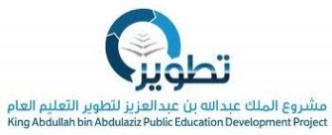 تطوير
مشروع الملك عبدالله بن عبدالعزيز لتطوير التعليم العام
King Abdullah bin Abdulaziz Public Education Development Project